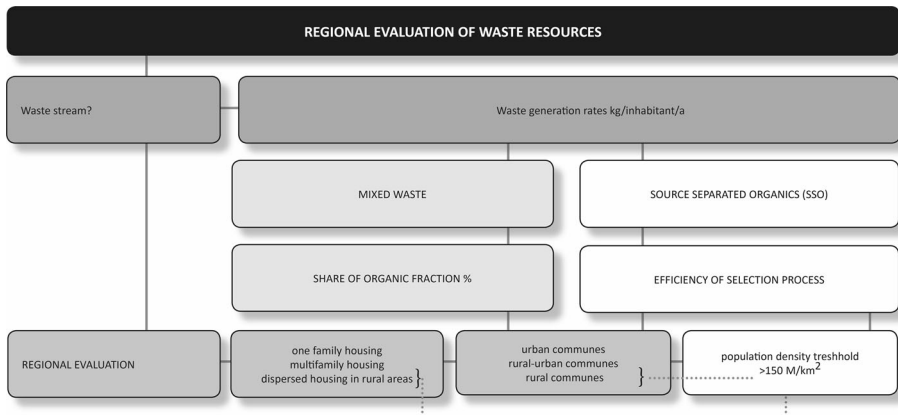 REGIONAL EVALUATION OF WASTE RESOURCES
Waste stream?
Waste generation rates kg/inhabitant/a
MIXED WASTE
SOURCE SEPARATED ORGANICS (SSO)
SHARE OF ORGANIC FRACTION %
EFFICIENCY OF SELECTION PROCESS
REGIONAL EVALUATION
one family housing
multifamily housing
dispersed housing in rural areas}
urban communes
rural-urban communes
rural communes }
population density treshhold
>150 M/km²